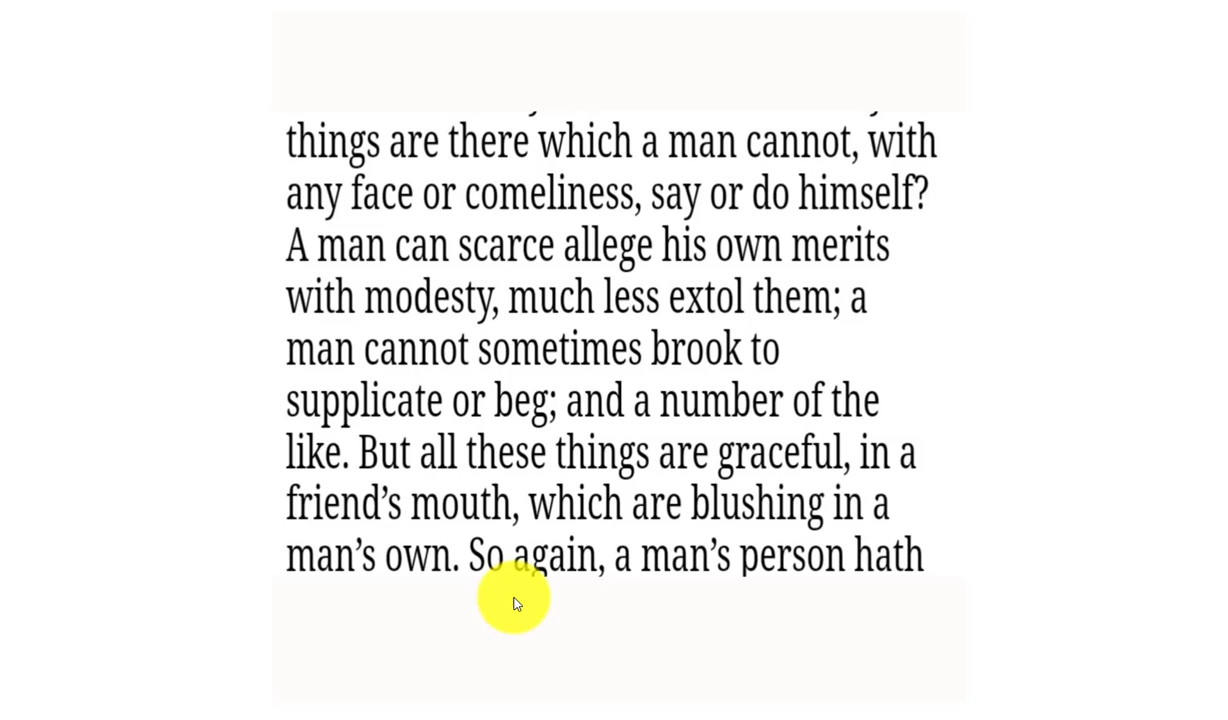 things are there which a man cannot, with
any face or comeliness, say or do himself?
A man can scarce allege his own merits
with modesty, much less extol them; a
man cannot sometimes brook to
supplicate or beg; and a number of the
like. But all these things are graceful, in a
friend’s mouth, which are blushing in a
man’s own. So again, a man’s person hath